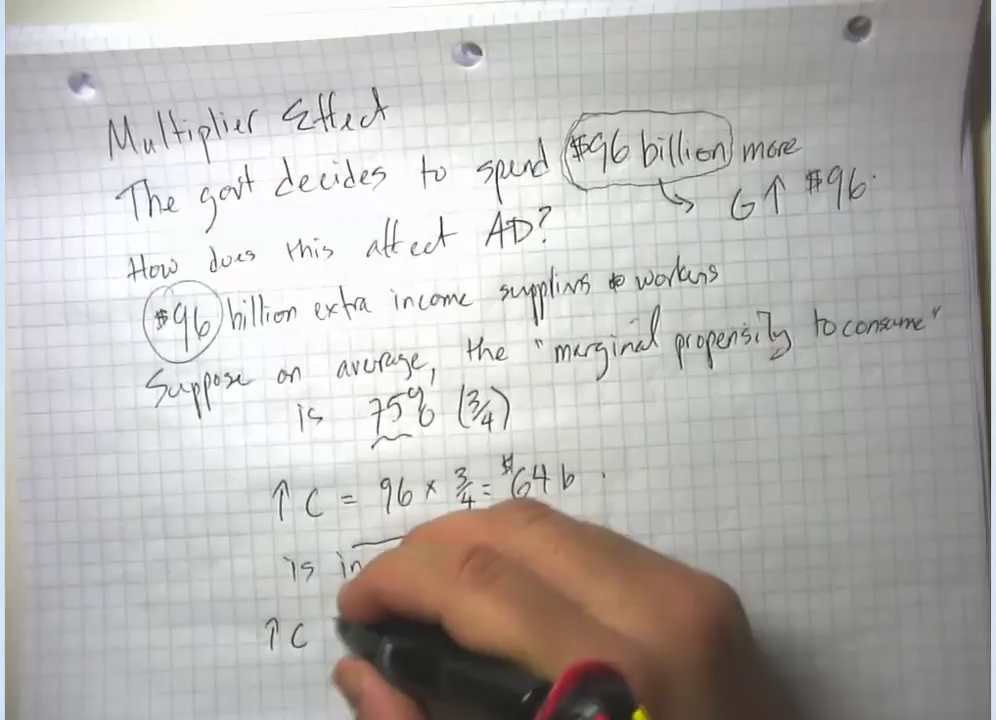 Multiplier Effect
The govt decides to spend $96 billion more
G↑ $96.
How does this affect AD?
$96 billion extra income suppliers & workers
Suppose on average, the "marginal propensity to consume"
is 75% (3/4)
↑ C = 96 × 3/4 = $64 b.
is in
↑ C